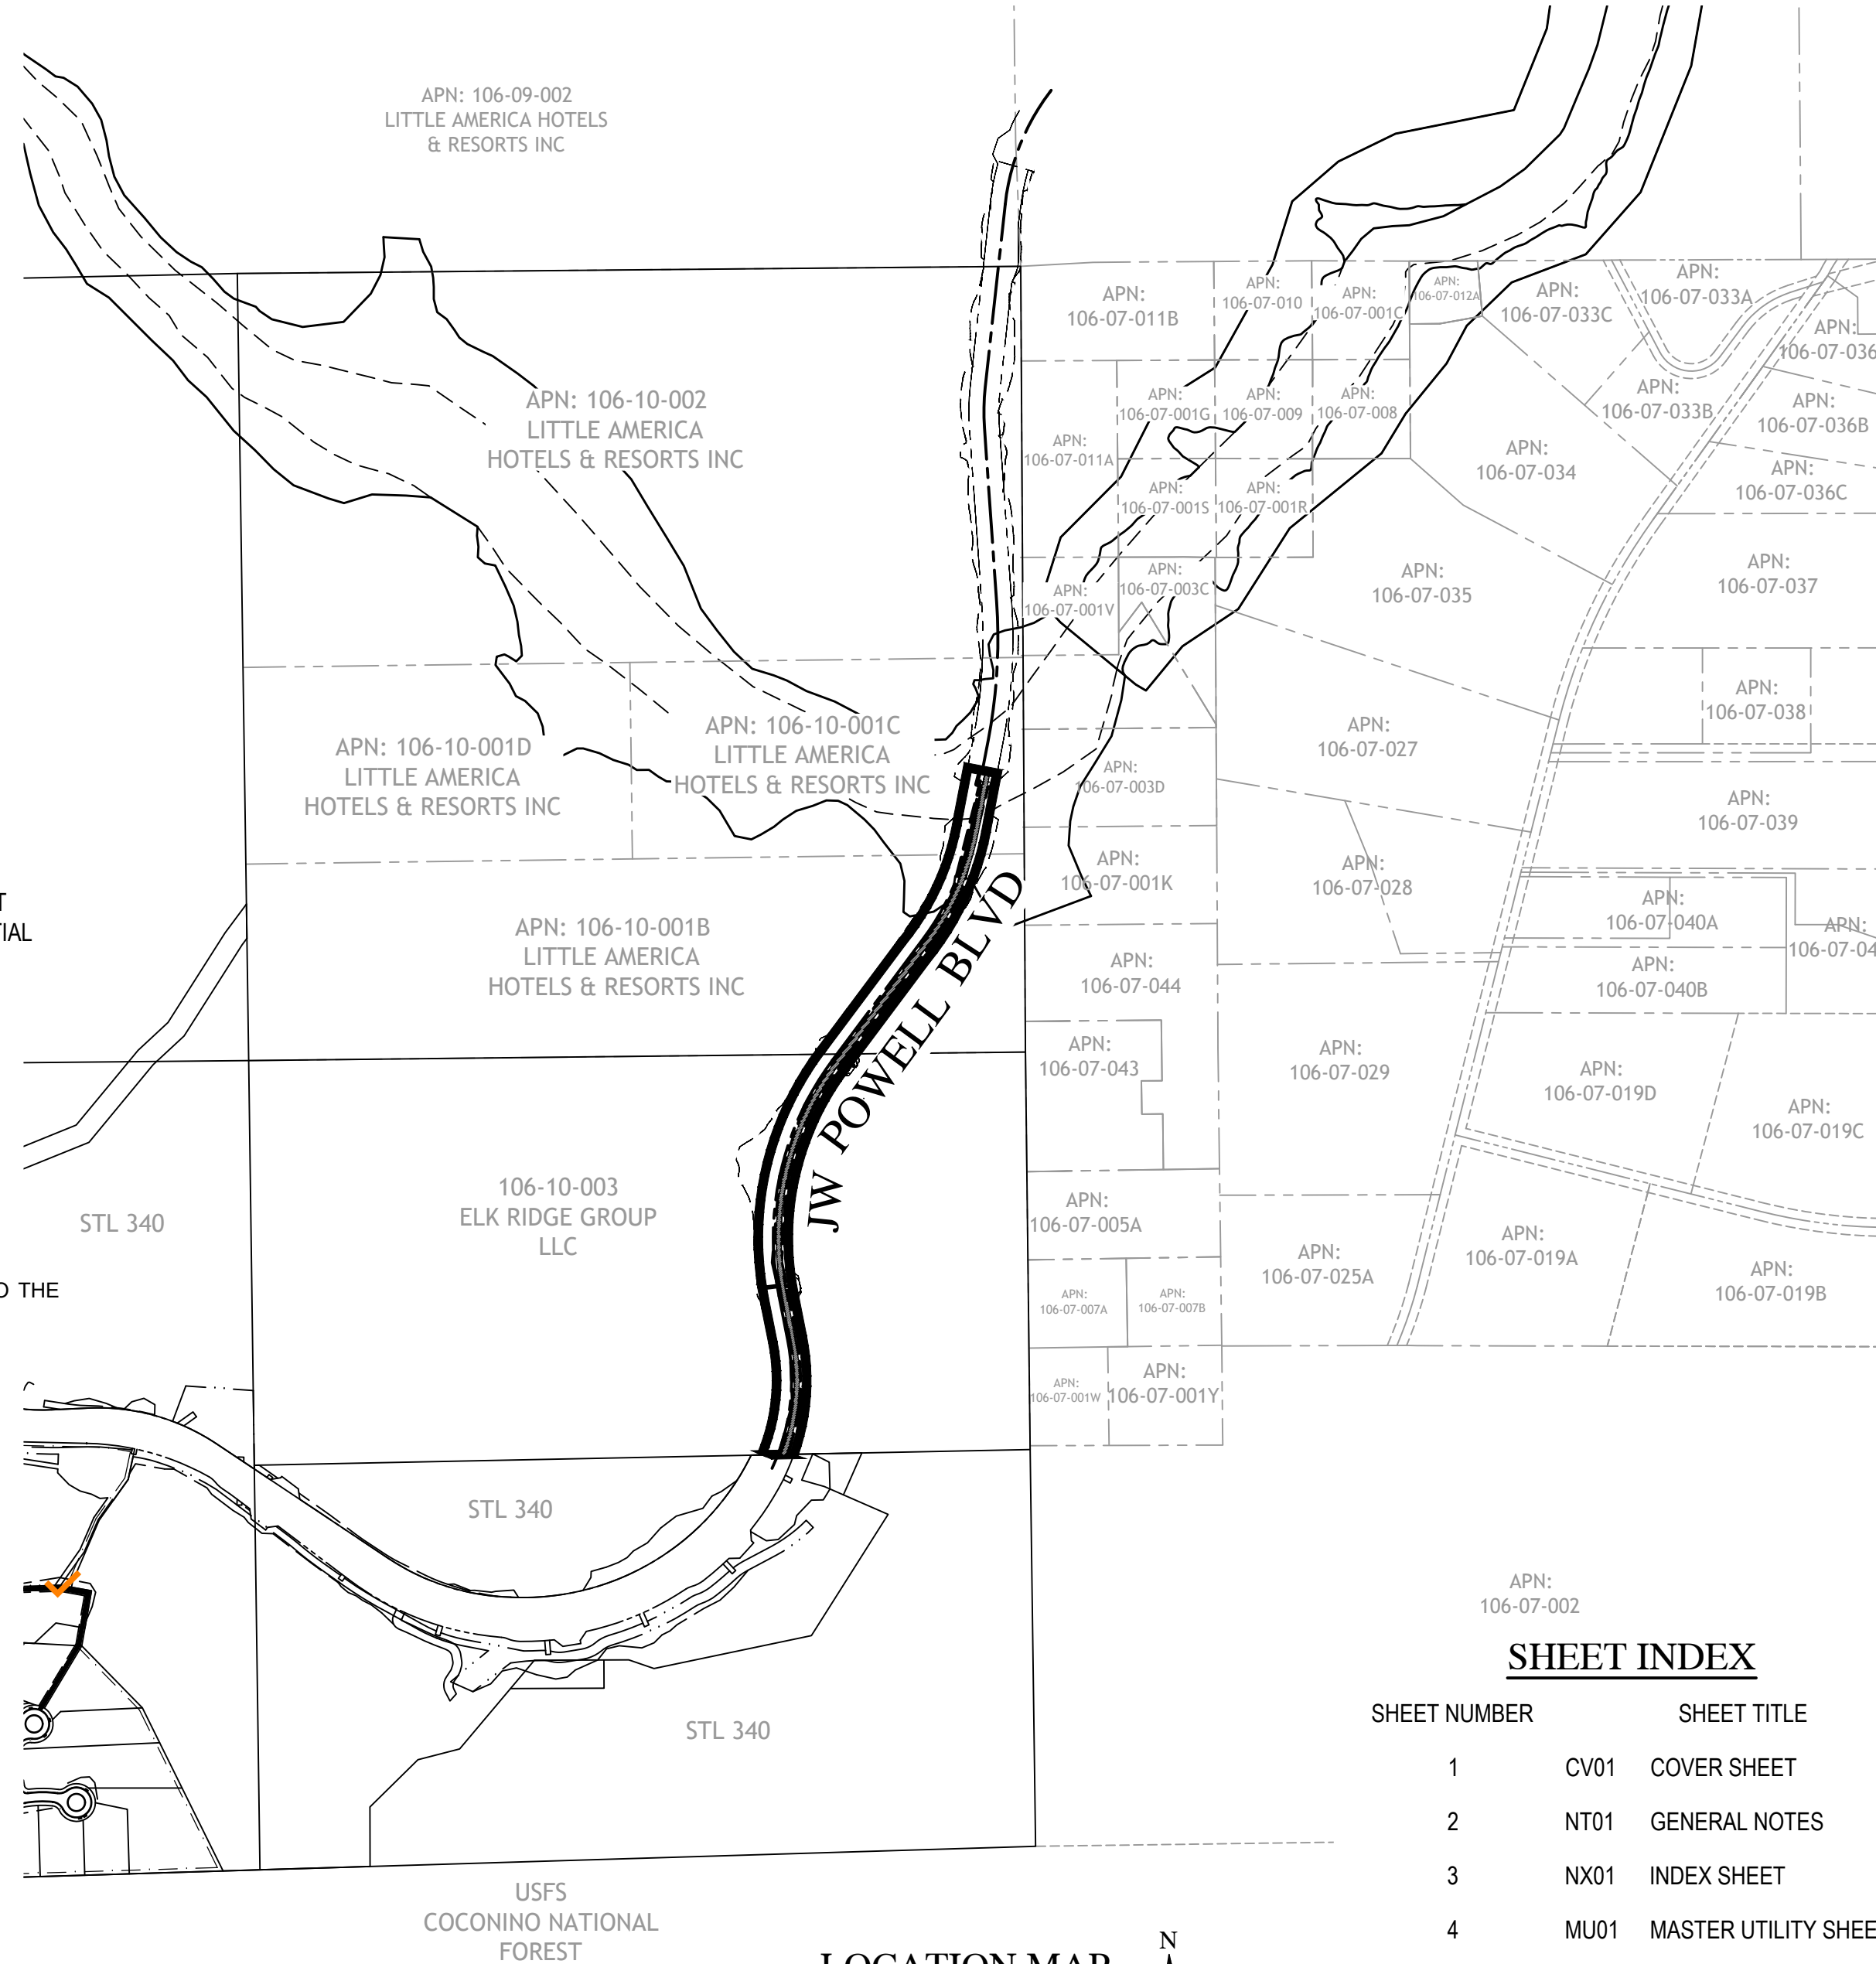 APN: 106-09-002
LITTLE AMERICA HOTELS
& RESORTS INC
APN:
106-07-011B
APN:
106-07-010
APN:
106-07-001C
APN:
106-07-012A
APN:
106-07-033C
APN:
106-07-033A
APN:
106-07-036
APN: 106-10-002
LITTLE AMERICA
HOTELS & RESORTS INC
APN:
106-07-011A
APN:
106-07-001G
APN:
106-07-009
APN:
106-07-008
APN:
106-07-033B
APN:
106-07-036B
APN:
106-07-034
APN:
106-07-036C
APN:
106-07-001S
APN:
106-07-001R
APN:
106-07-001V
APN:
106-07-003C
APN:
106-07-035
APN:
106-07-037
APN: 106-10-001D
LITTLE AMERICA
HOTELS & RESORTS INC
APN: 106-10-001C
LITTLE AMERICA
HOTELS & RESORTS INC
APN:
106-07-003D
APN:
106-07-027
APN:
106-07-038
APN:
106-07-039
APN:
106-07-001K
APN:
106-07-028
APN:
106-07-040A
APN:
106-07-04
T
TIAL
APN: 106-10-001B
LITTLE AMERICA
HOTELS & RESORTS INC
JW POWELL BLVD
APN:
106-07-044
APN:
106-07-040B
APN:
106-07-043
APN:
106-07-029
APN:
106-07-019D
APN:
106-07-019C
STL 340
106-10-003
ELK RIDGE GROUP
LLC
APN:
106-07-005A
APN:
106-07-025A
APN:
106-07-019A
APN:
106-07-019B
O THE
APN:
106-07-007A
APN:
106-07-007B
APN:
106-07-001W
APN:
106-07-001Y
STL 340
STL 340
APN:
106-07-002
SHEET INDEX
SHEET NUMBER SHEET TITLE
1 CV01 COVER SHEET
2 NT01 GENERAL NOTES
3 NX01 INDEX SHEET
4 MU01 MASTER UTILITY SHEE
USFS
COCONINO NATIONAL
FOREST
LOCATION MAP
N